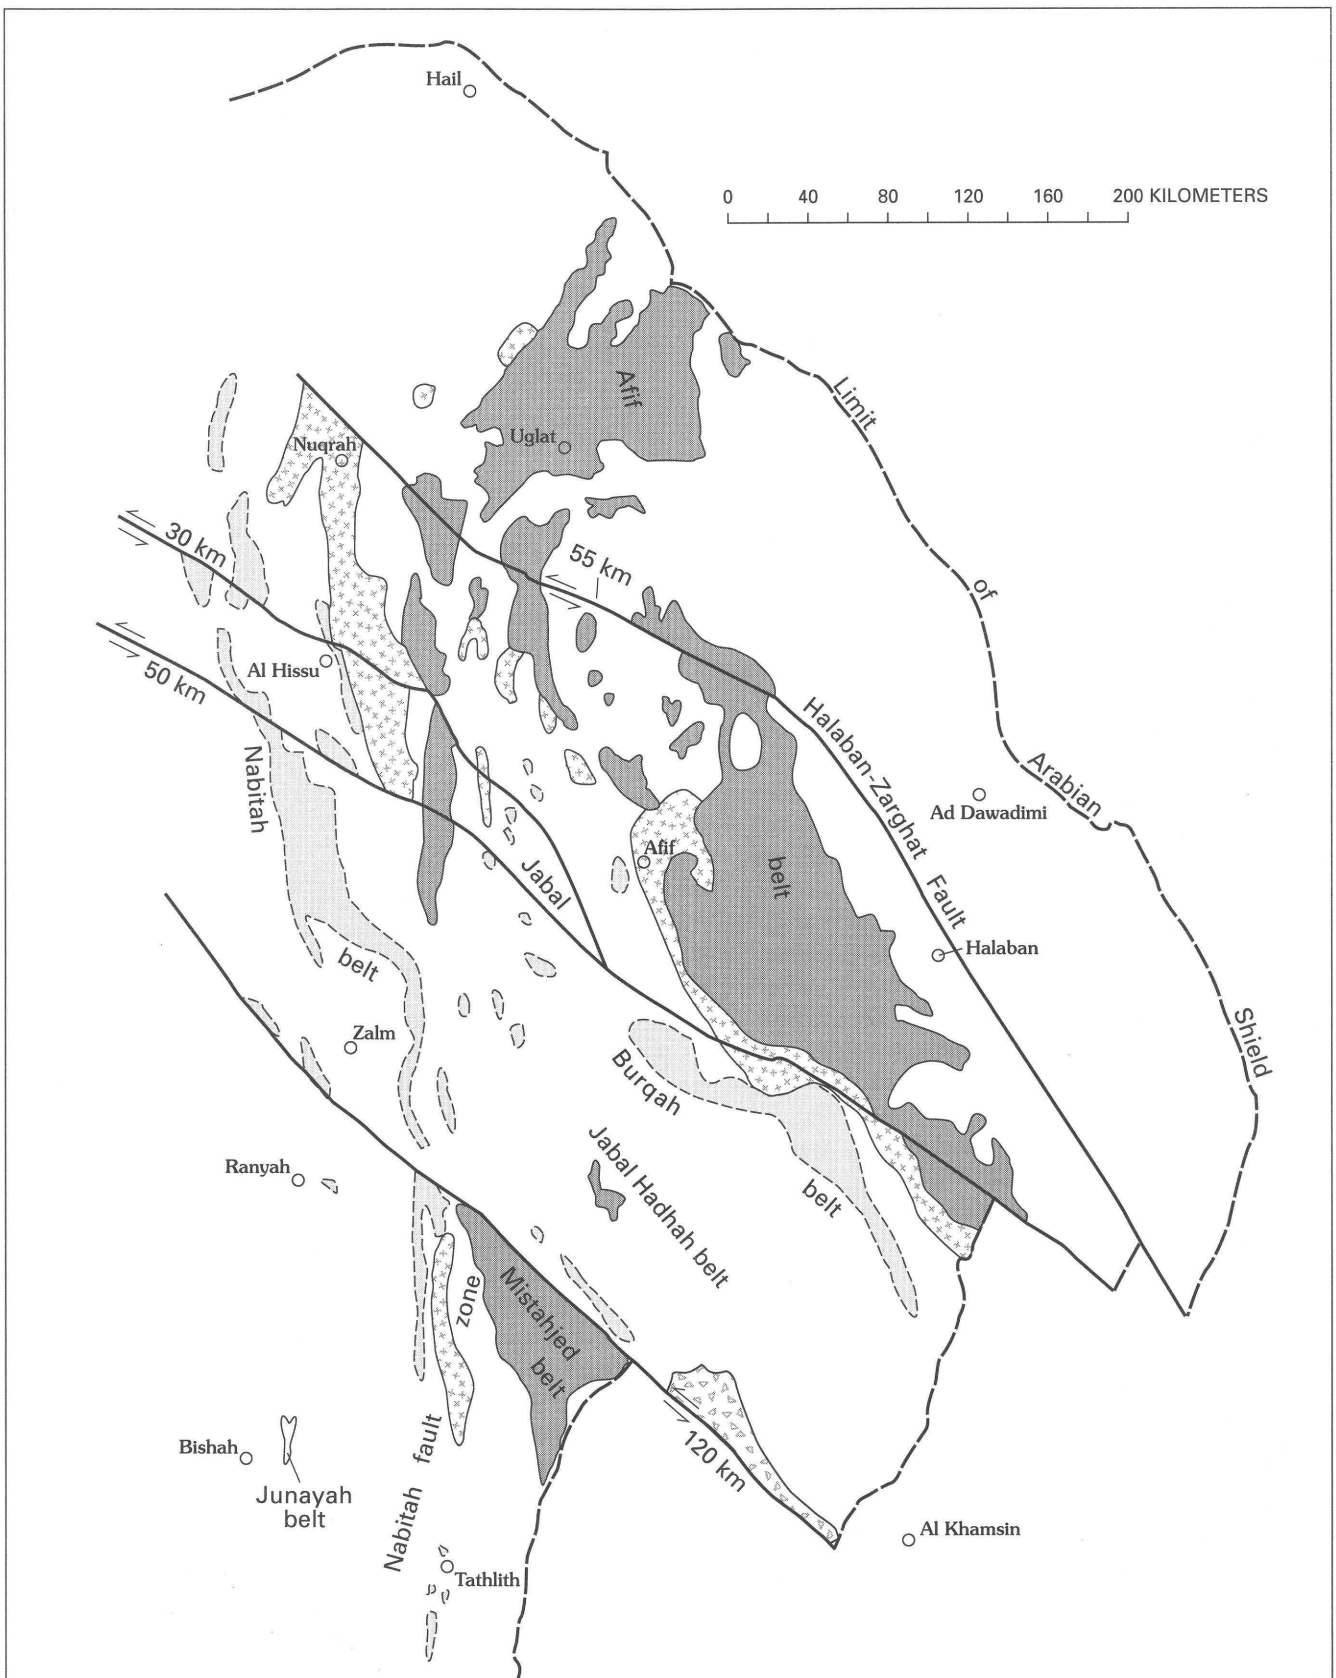 Hail
0 40 80 120 160 200 KILOMETERS
Afif
Limit
Uglat
Nuqrah
30 km
55 km
of
Al Hissu
50 km
Halaban-Zarghat Fault
Nabitah
Arabian
Ad Dawadimi
Afif
belt
Jabal
Halaban
belt
Zalm
Shield
Burqah
Jabal Hadhah belt
Ranyah
belt
zone
Mistahjed
belt
Nabitah fault
120 km
Bishah
Junayah
belt
Al Khamsin
Tathlith